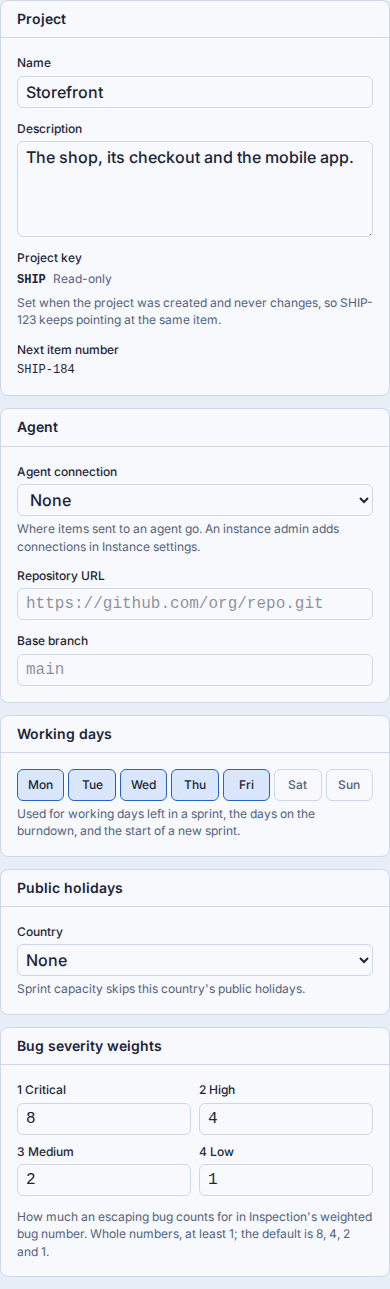 Project
Name
Storefront
Description
The shop, its checkout and the mobile app.
Project key
SHIP Read-only
Set when the project was created and never changes, so SHIP-
123 keeps pointing at the same item.
Next item number
SHIP-184
Agent
Agent connection
None
Where items sent to an agent go. An instance admin adds
connections in Instance settings.
Repository URL
https://github.com/org/repo.git
Base branch
main
Working days
Mon Tue Wed Thu Fri Sat Sun
Used for working days left in a sprint, the days on the
burndown, and the start of a new sprint.
Public holidays
Country
None
Sprint capacity skips this country's public holidays.
Bug severity weights
1 Critical 2 High
8 4
3 Medium 4 Low
2 1
How much an escaping bug counts for in Inspection's weighted
bug number. Whole numbers, at least 1; the default is 8, 4, 2
and 1.